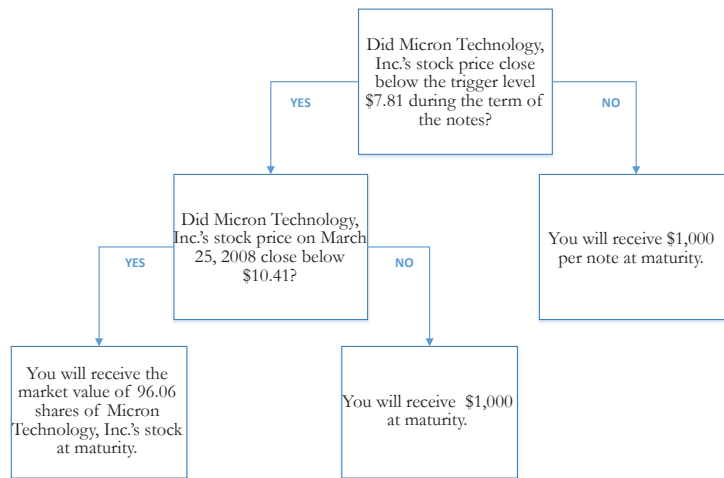 Did Micron Technology,
Inc.'s stock price close
below the trigger level
$7.81 during the term of
the notes?
YES
NO
Did Micron Technology,
Inc.'s stock price on March
25, 2008 close below
$10.41?
You will receive $1,000
per note at maturity.
YES
NO
You will receive the
market value of 96.06
shares of Micron
Technology, Inc.'s stock
at maturity.
You will receive $1,000
at maturity.